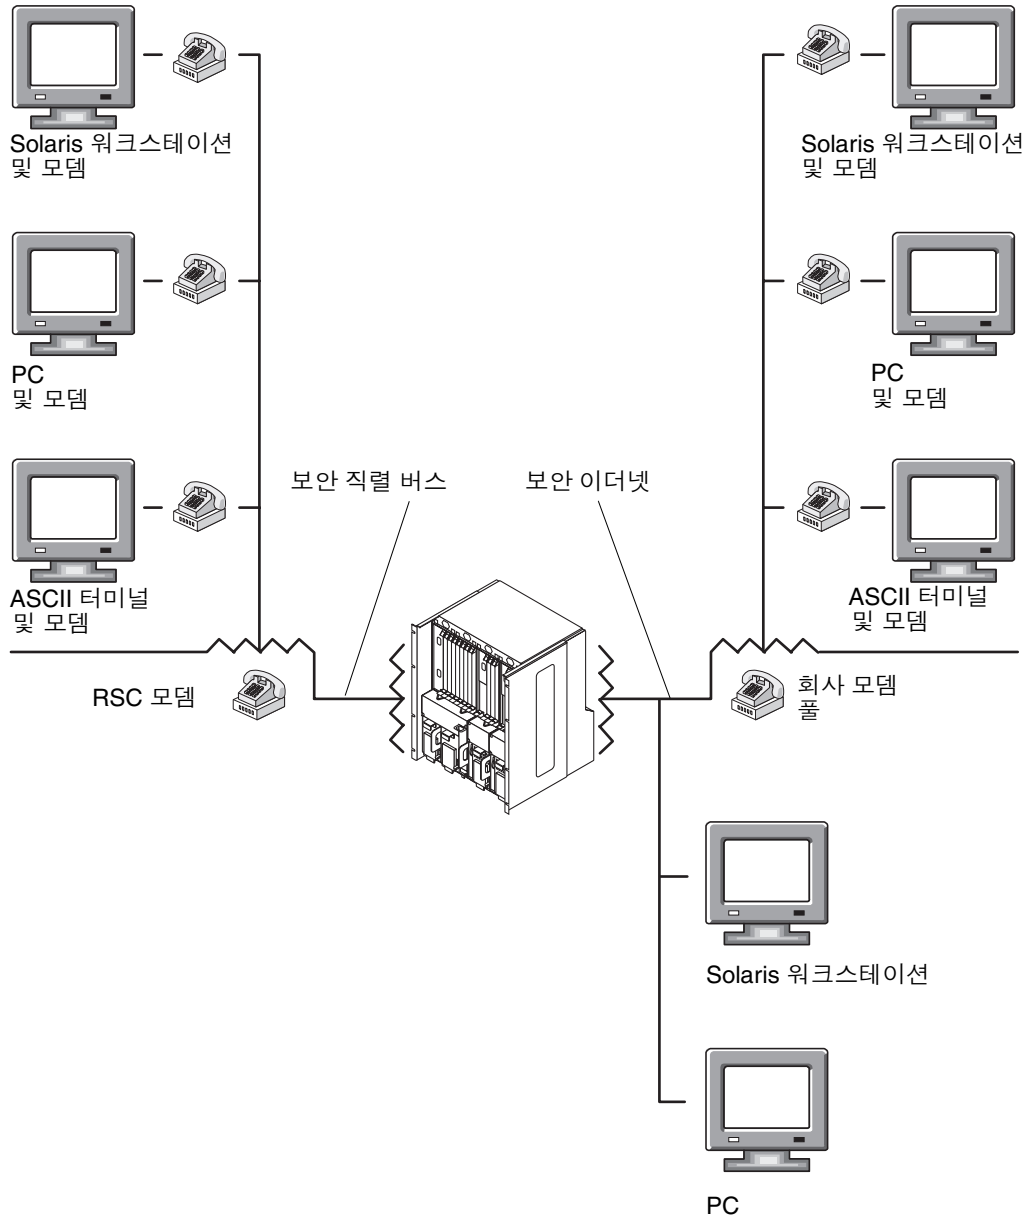 Solaris 워크스테이션
및 모뎀
Solaris 워크스테이션
및 모뎀
PC
및 모뎀
PC
및 모뎀
보안 직렬 버스
보안 이더넷
ASCII 터미널
및 모뎀
ASCII 터미널
및 모뎀
RSC 모뎀
회사 모뎀
풀
Solaris 워크스테이션
PC